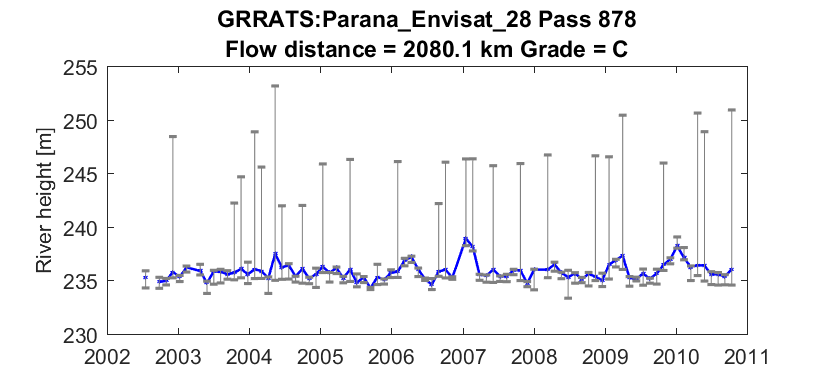 GRRATS:Parana_Envisat_28 Pass 878
Flow distance = 2080.1 km Grade = C
River height [m]
255
250
245
240
235
230
2002 2003 2004 2005 2006 2007 2008 2009 2010 2011